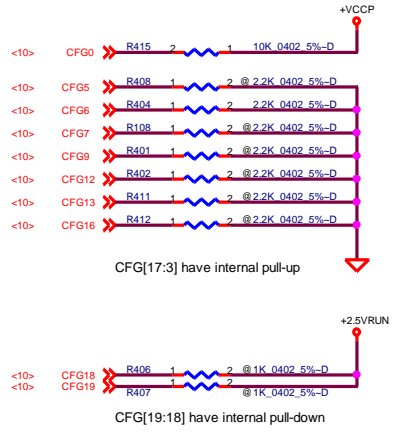 +VCCP
<10> CFG0 R415 2 1 10K_0402_5%~D
<10> CFG5 R408 1 2 @ 2.2K_0402_5%~D
<10> CFG6 R404 1 2 2.2K_0402_5%~D
<10> CFG7 R108 1 2 @ 2.2K_0402_5%~D
<10> CFG9 R401 1 2 @ 2.2K_0402_5%~D
<10> CFG12 R402 1 2 @ 2.2K_0402_5%~D
<10> CFG13 R411 1 2 @ 2.2K_0402_5%~D
<10> CFG16 R412 1 2 @ 2.2K_0402_5%~D
CFG[17:3] have internal pull-up
+2.5VRUN
<10> CFG18 R406 1 2 @ 1K_0402_5%~D
<10> CFG19 R407 1 2 @ 1K_0402_5%~D
CFG[19:18] have internal pull-down